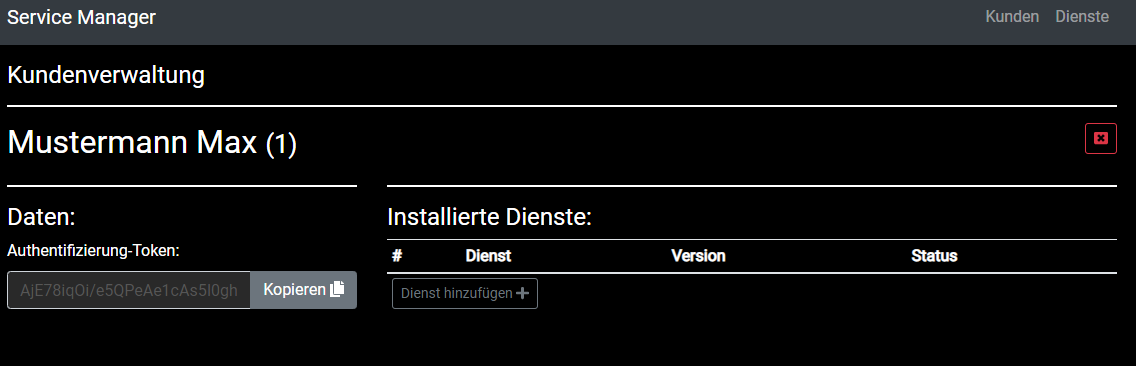 Service Manager
Kunden Dienste
Kundenverwaltung
Mustermann Max (1)
Daten:
Authentifizierung-Token:
AjE78iqOi/e5QPeAe1cAs5I0gh
Kopieren
Installierte Dienste:
# Dienst Version Status
Dienst hinzufügen